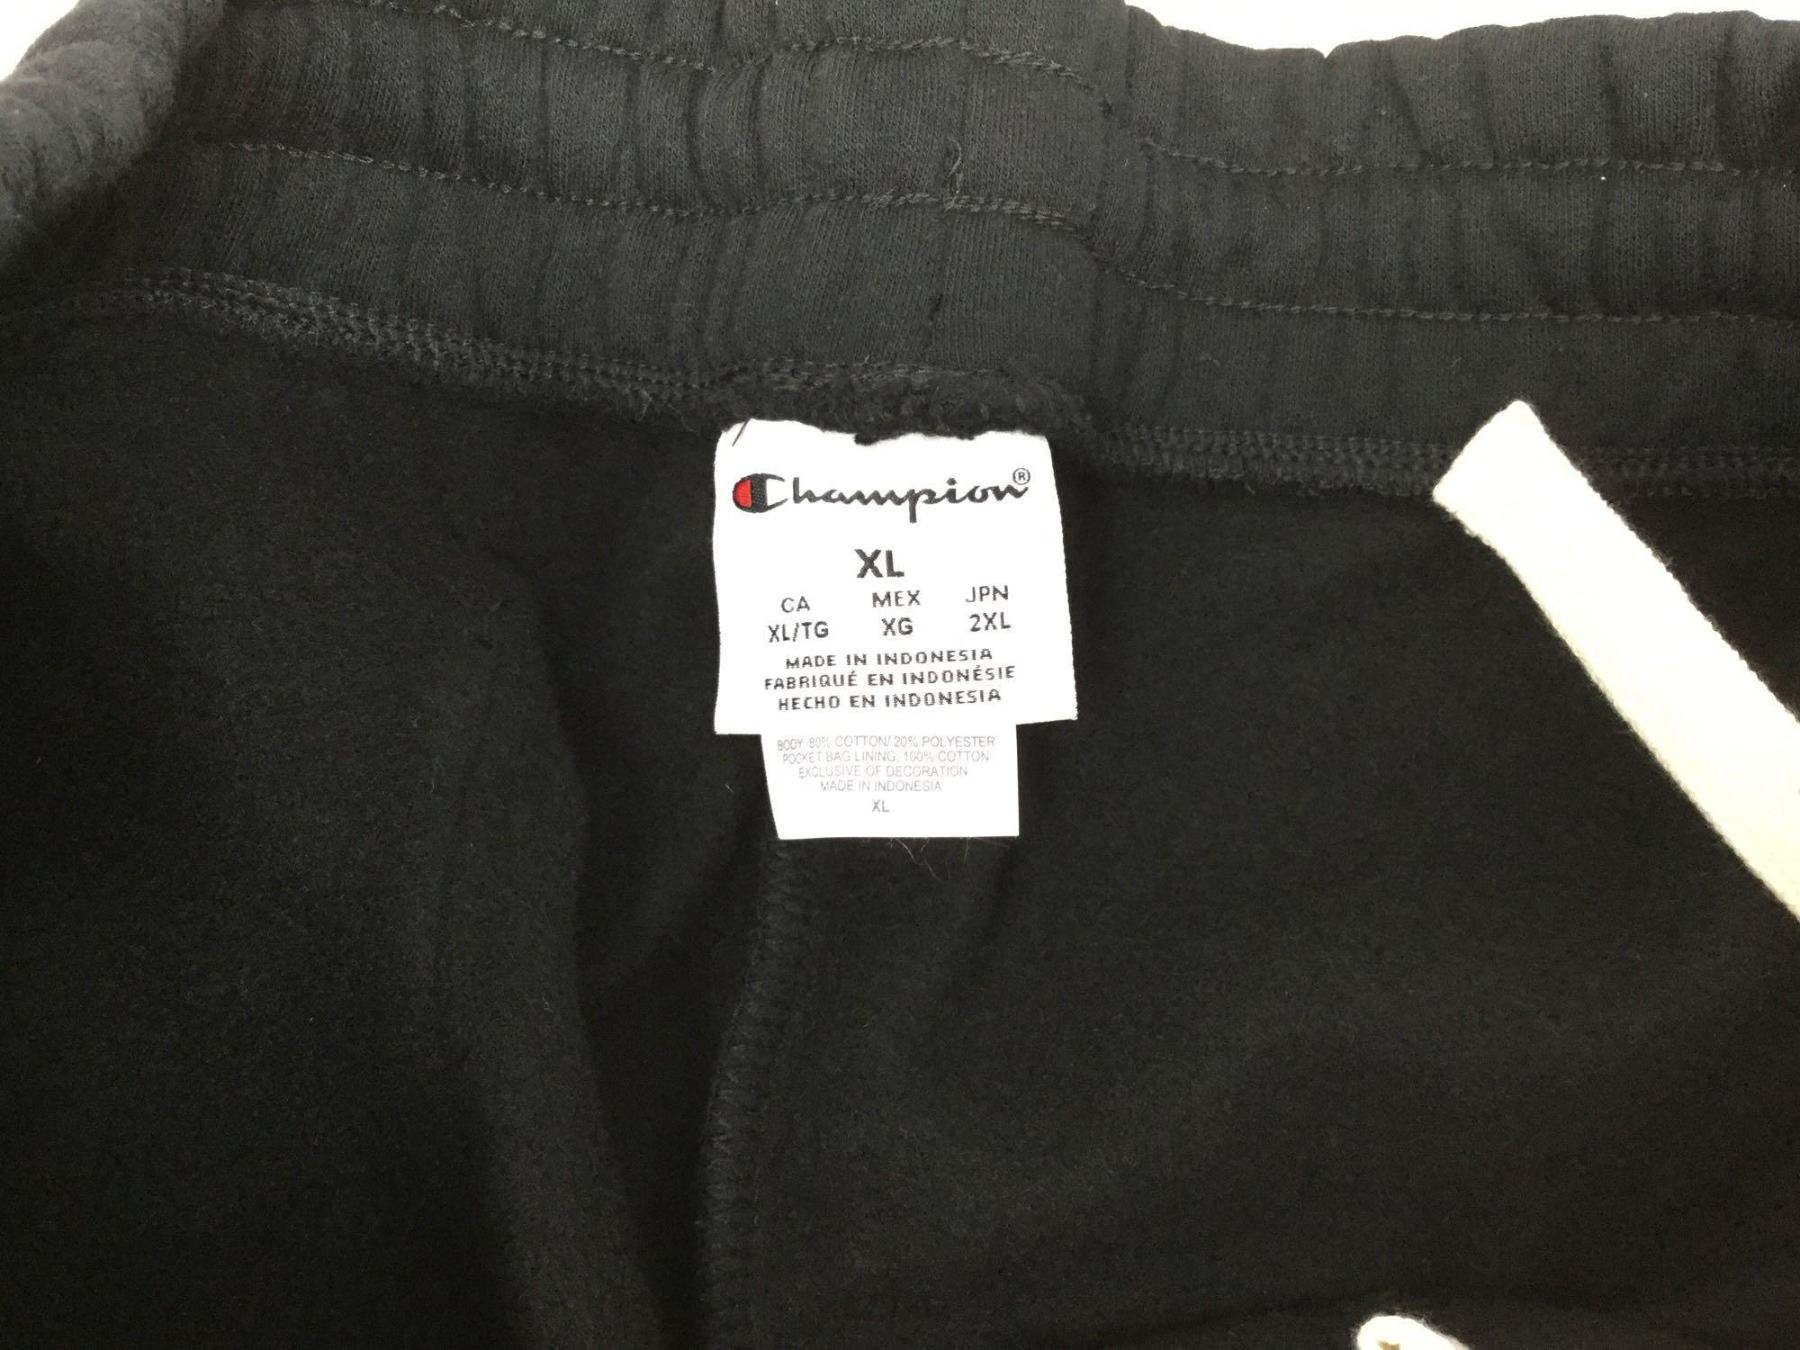 Champion®
XL
CA MEX JPN
XL/TG XG 2XL
MADE IN INDONESIA
FABRIQUÉ EN INDONÉSIE
HECHO EN INDONESIA
BODY: 80% COTTON/ 20% POLYESTER
POCKET BAG LINING: 100% COTTON
EXCLUSIVE OF DECORATION
MADE IN INDONESIA
XL